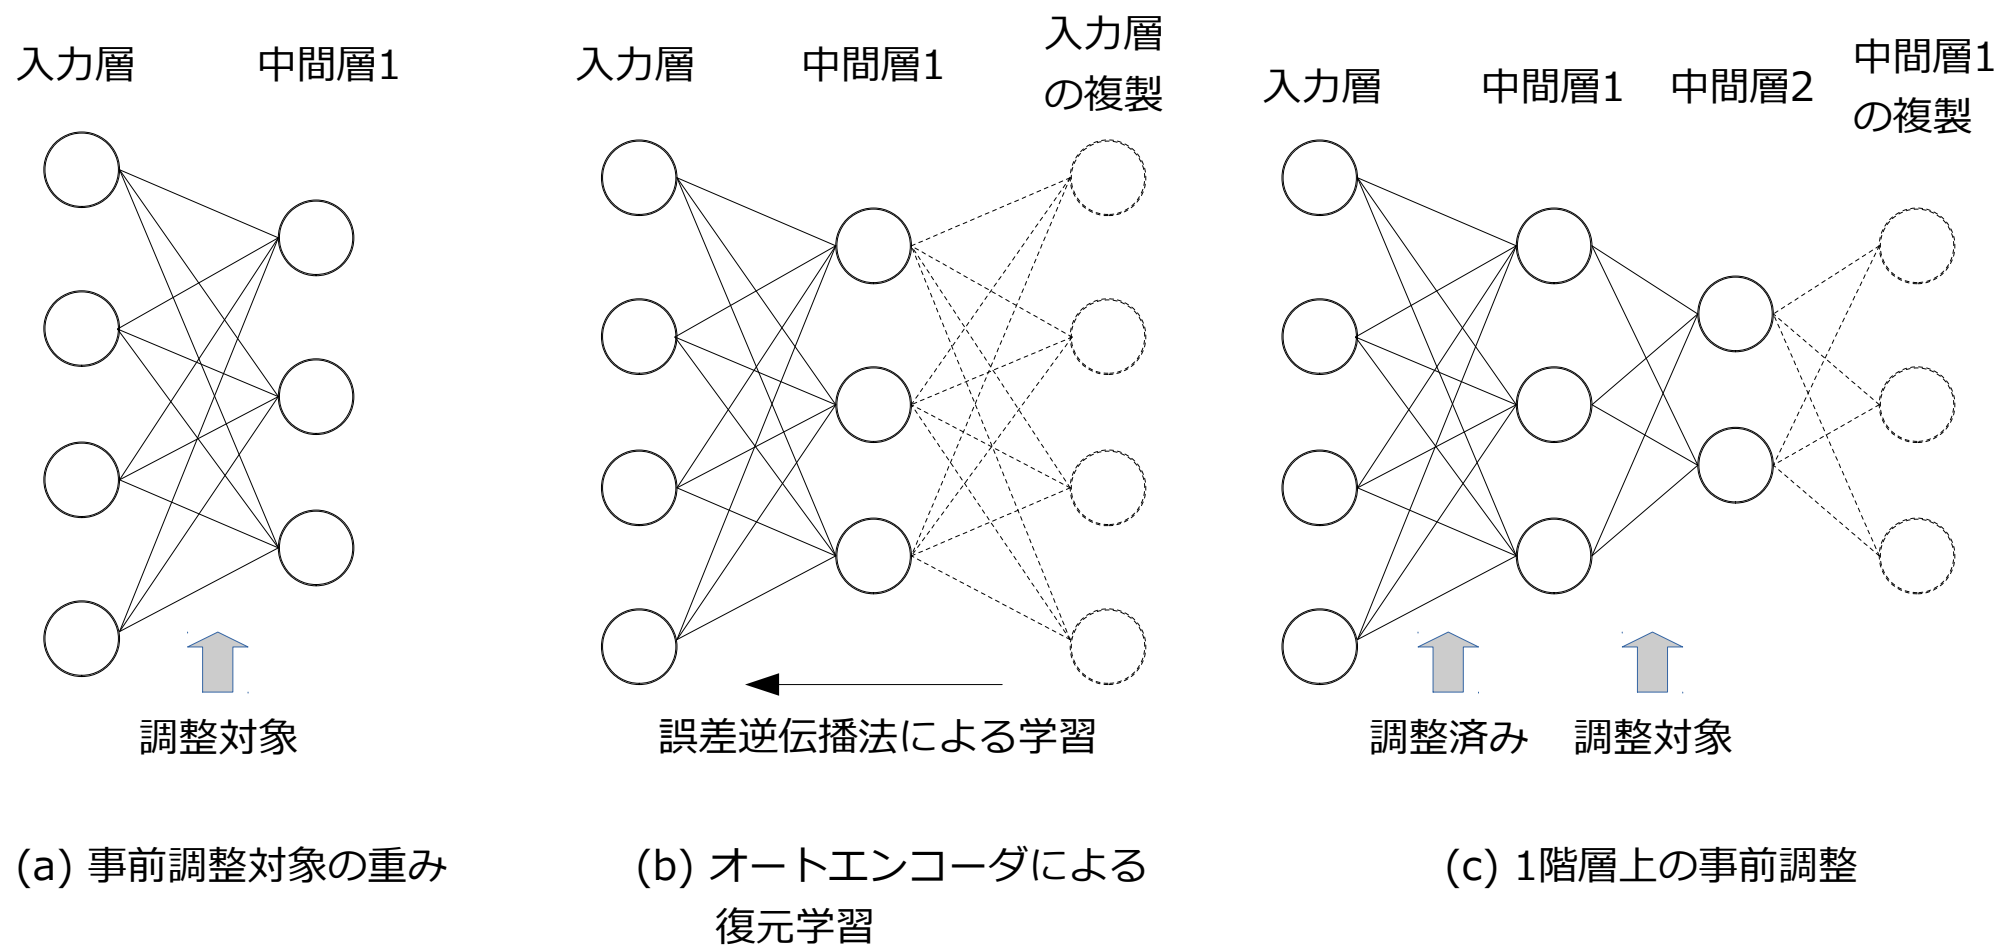 入力層
中間層1
調整対象
(a) 事前調整対象の重み
入力層
中間層1
入力層
の複製
誤差逆伝播法による学習
(b) オートエンコーダによる
復元学習
入力層
中間層1
中間層2
中間層1
の複製
調整済み
調整対象
(c) 1階層上の事前調整